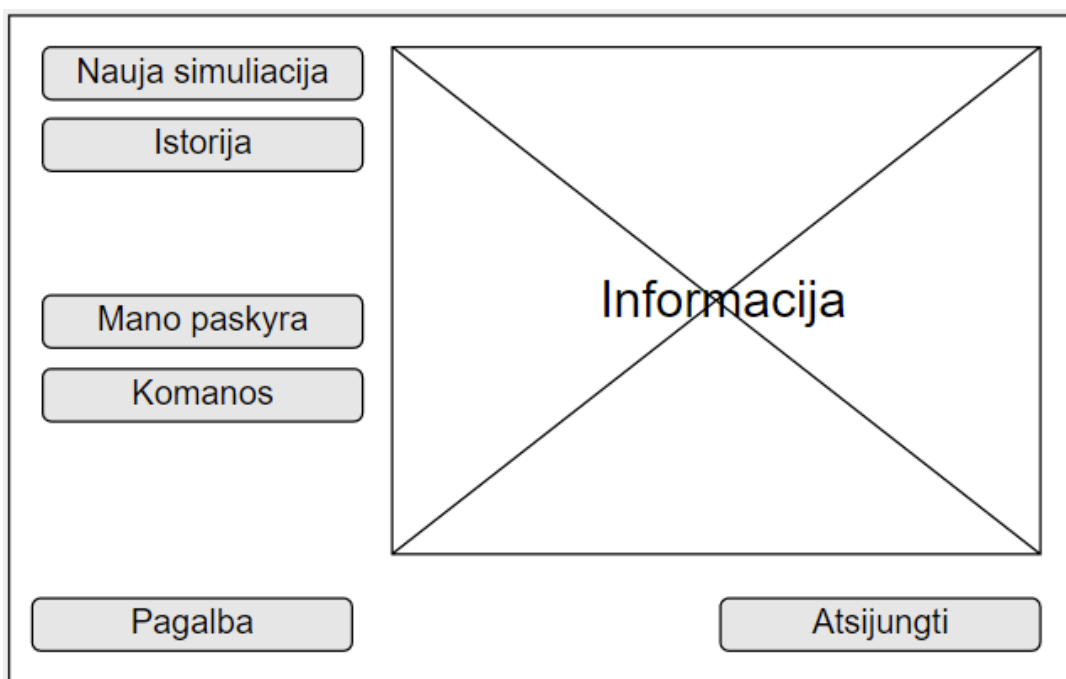 Nauja simuliacija
Istorija
Mano paskyra
Komanos
Informacija
Pagalba
Atsijungti